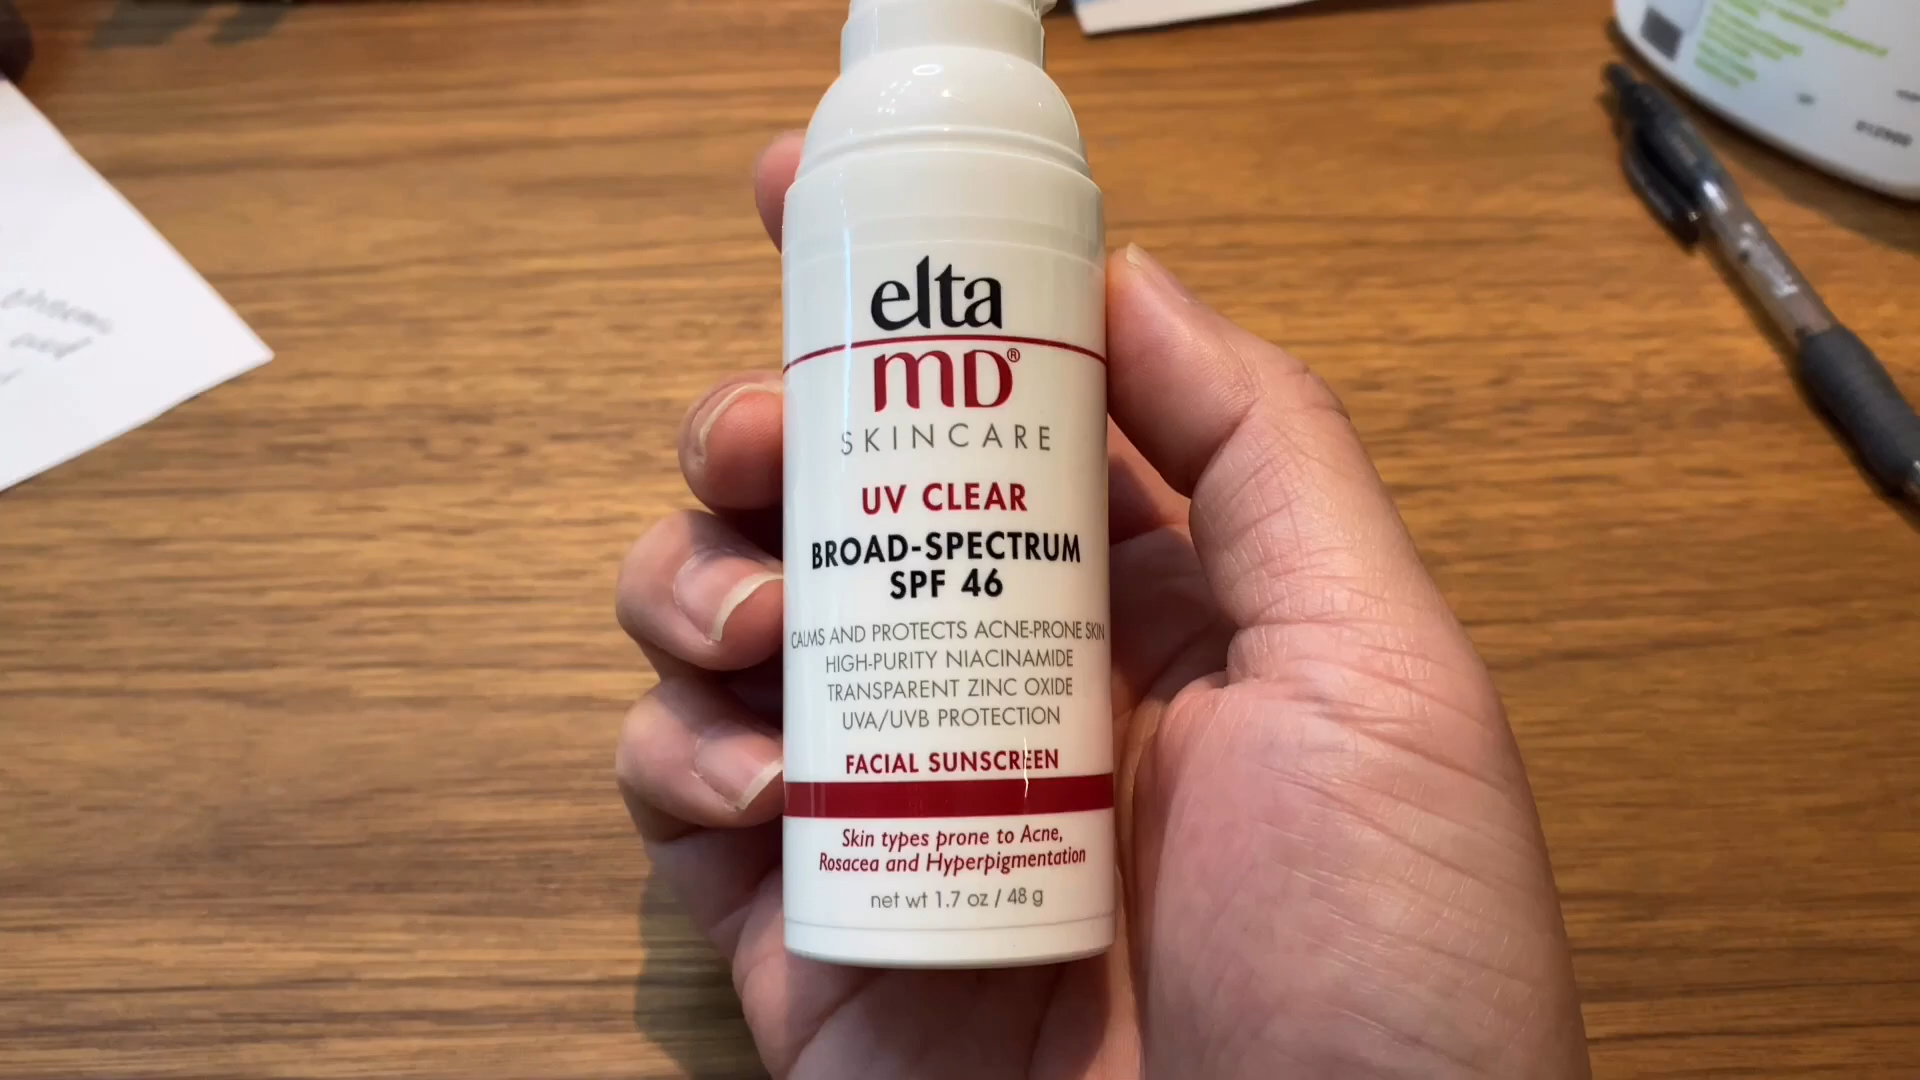 elta
MD®
SKINCARE
UV CLEAR
BROAD-SPECTRUM
SPF 46
CALMS AND PROTECTS ACNE-PRONE SKIN
HIGH-PURITY NIACINAMIDE
TRANSPARENT ZINC OXIDE
UVA/UVB PROTECTION
FACIAL SUNSCREEN
Skin types prone to Acne,
Rosacea and Hyperpigmentation
net wt 1.7 oz / 48 g